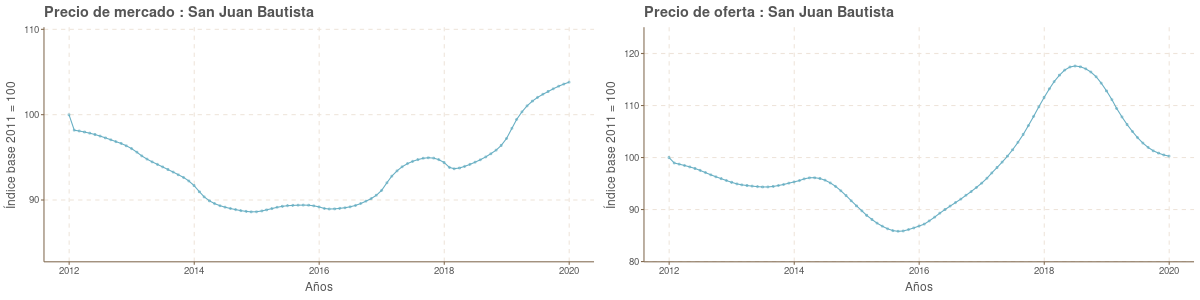 Precio de mercado : San Juan Bautista
110
100
90
Índice base 2011 = 100
2012 2014 2016 2018 2020
Años
Precio de oferta : San Juan Bautista
120
110
100
90
80
Índice base 2011 = 100
2012 2014 2016 2018 2020
Años